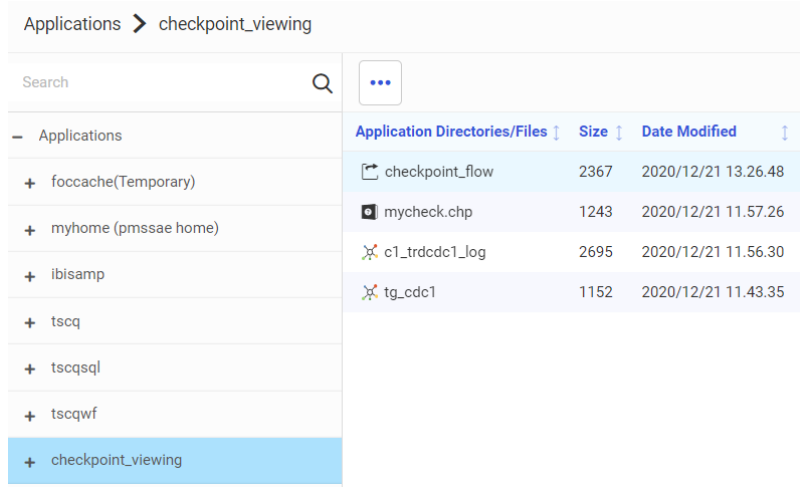 Applications > checkpoint_viewing
Search
Applications
foccache(Temporary)
myhome (pmssae home)
ibisamp
tscq
tscqsql
tscqwf
checkpoint_viewing
Application Directories/Files Size Date Modified
checkpoint_flow 2367 2020/12/21 13.26.48
mycheck.chp 1243 2020/12/21 11.57.26
c1_trdcdc1_log 2695 2020/12/21 11.56.30
tg_cdc1 1152 2020/12/21 11.43.35